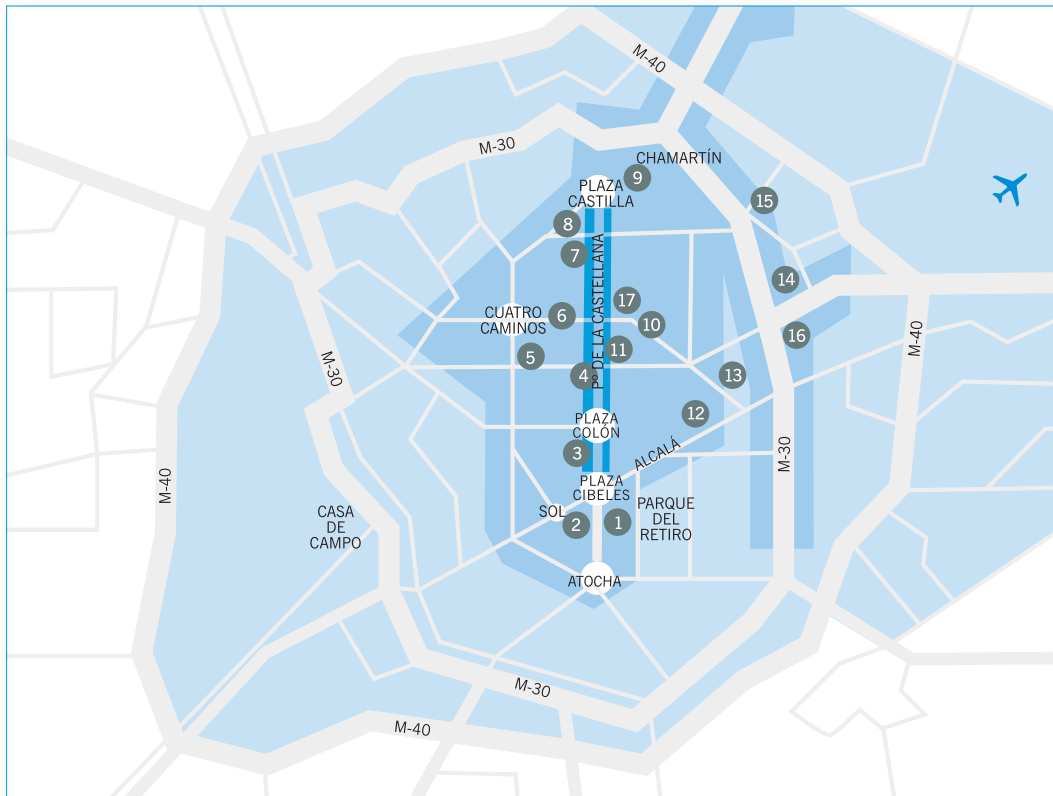 M-40
M-30
CHAMARTÍN
9
PLAZA
CASTILLA
15
8
7
Pº DE LA CASTELLANA
14
17
CUATRO
CAMINOS
6
10
16
M-40
5
11
M-30
4
13
12
PLAZA
COLÓN
3
ALCALÁ
M-30
M-40
PLAZA
CIBELES
SOL
2
1
PARQUE
DEL
RETIRO
CASA
DE
CAMPO
ATOCHA
M-30
M-40